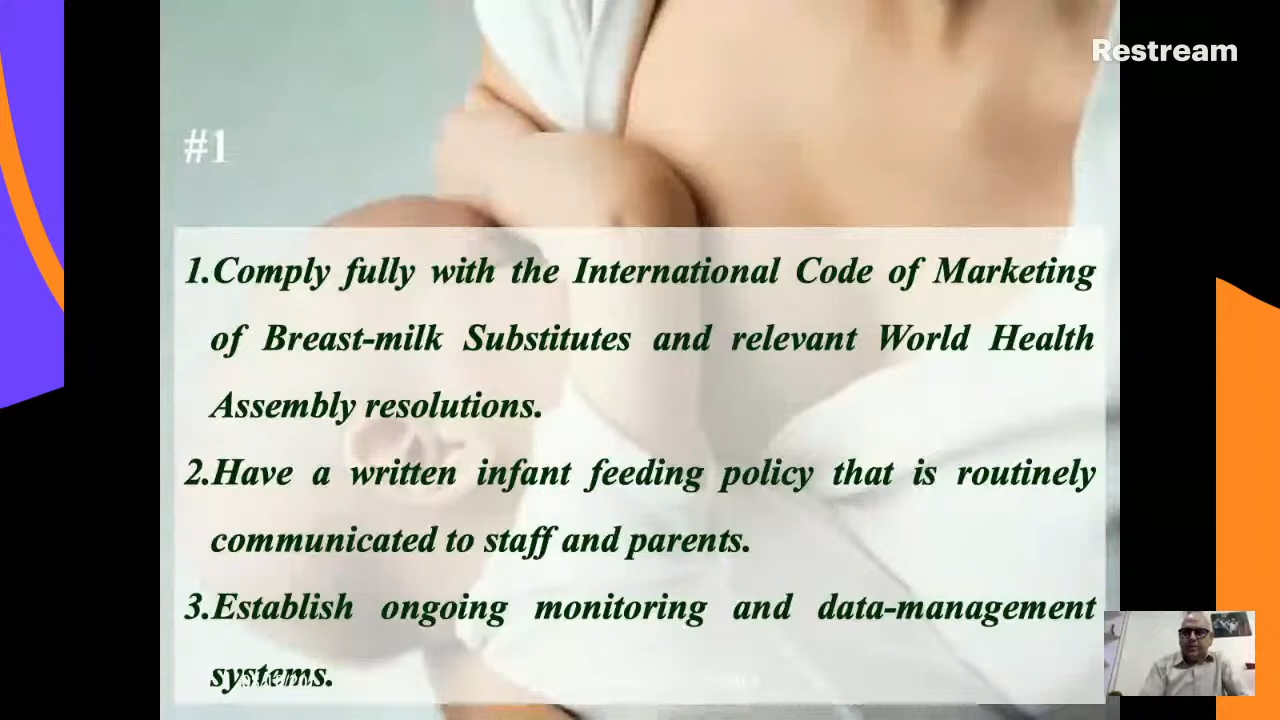 Restream
#1
1.Comply fully with the International Code of Marketing
of Breast-milk Substitutes and relevant World Health
Assembly resolutions.
2.Have a written infant feeding policy that is routinely
communicated to staff and parents.
3.Establish ongoing monitoring and data-management
systems.